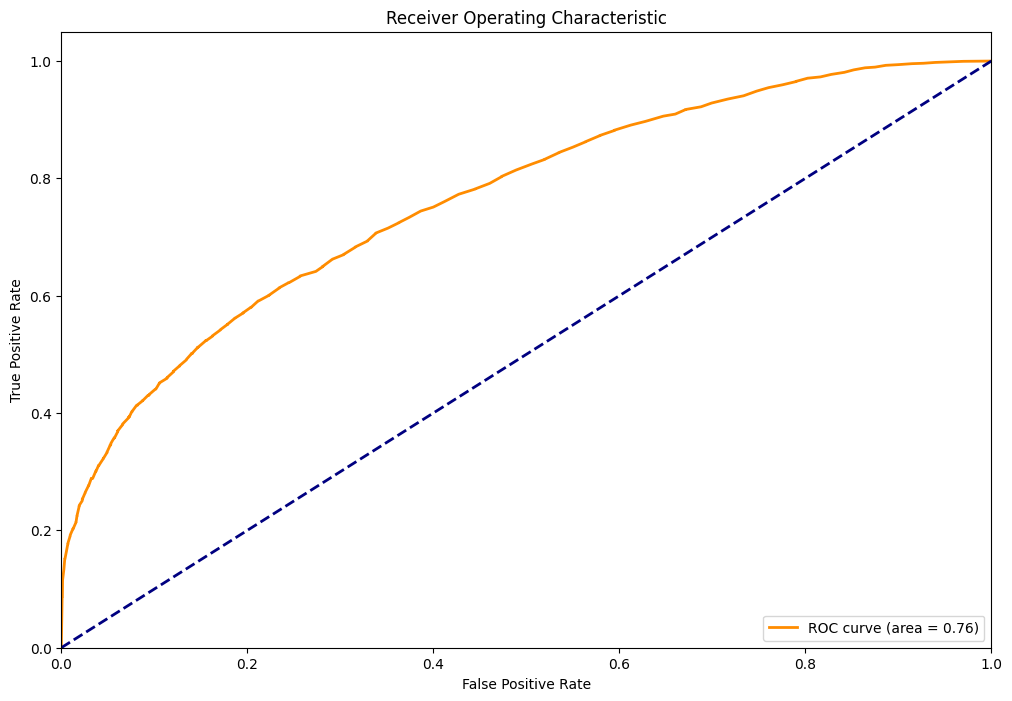 Receiver Operating Characteristic
True Positive Rate
1.0
0.8
0.6
0.4
0.2
0.0
0.0 0.2 0.4 0.6 0.8 1.0
False Positive Rate
ROC curve (area = 0.76)